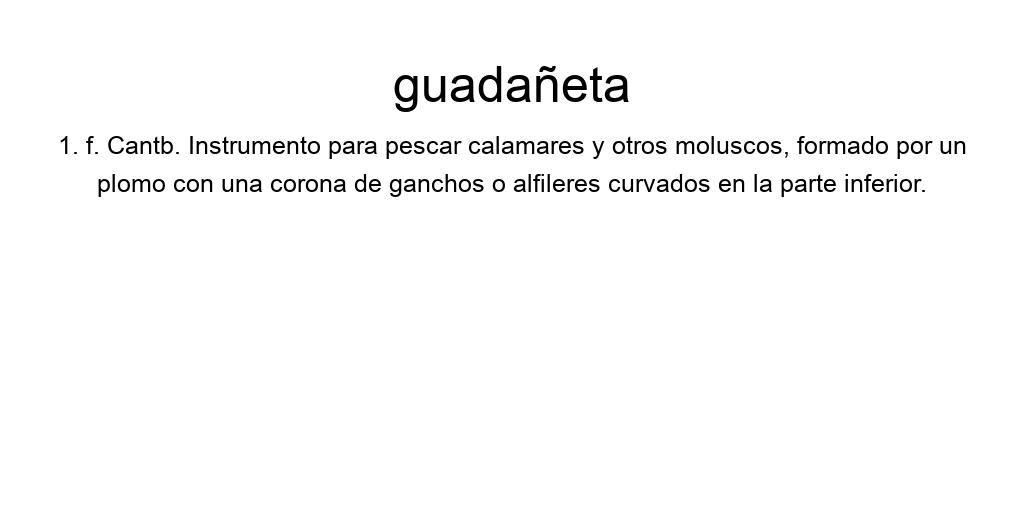 guadañeta
1. f. Cantb. Instrumento para pescar calamares y otros moluscos, formado por un
plomo con una corona de ganchos o alfileres curvados en la parte inferior.